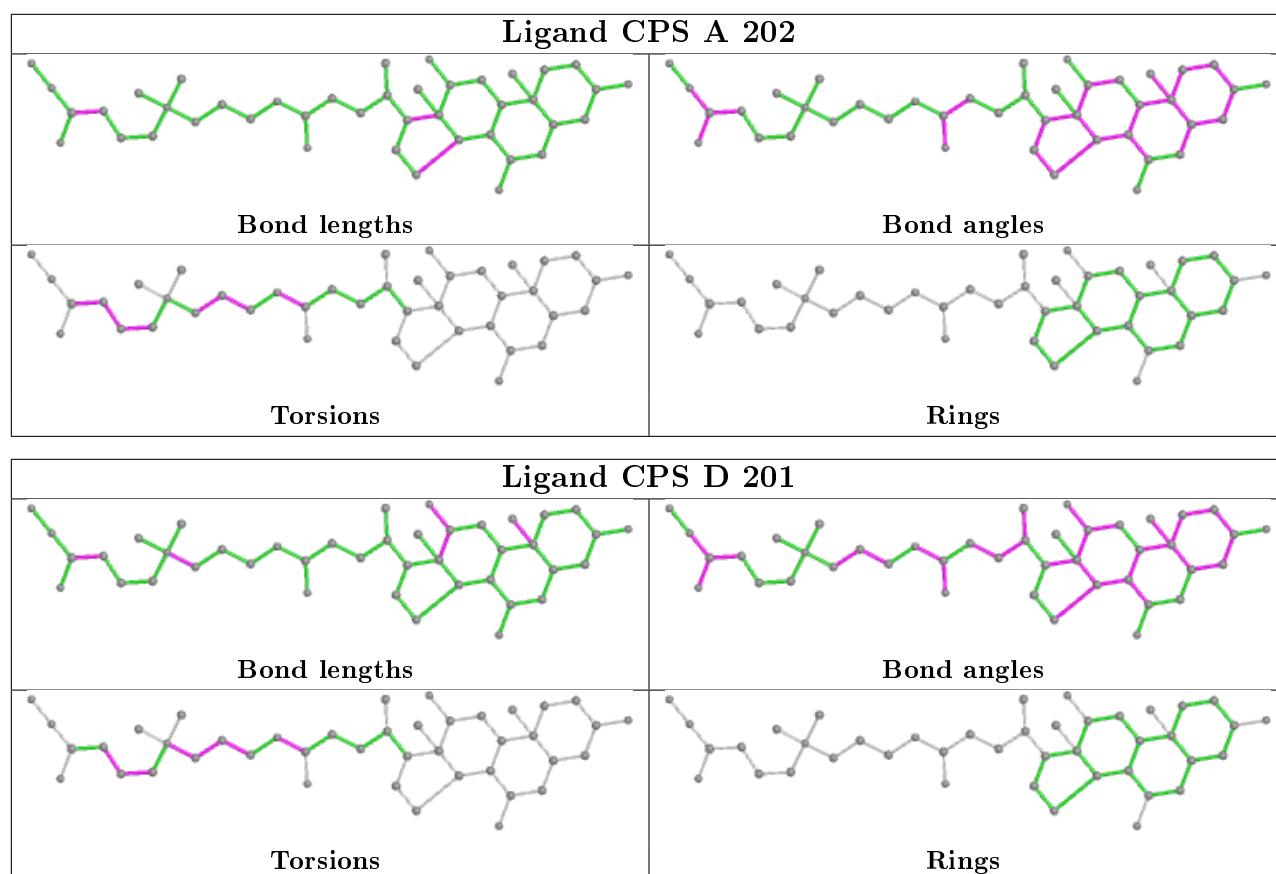 Ligand CPS A 202
Bond lengths
Bond angles
Torsions
Rings
Ligand CPS D 201
Bond lengths
Bond angles
Torsions
Rings